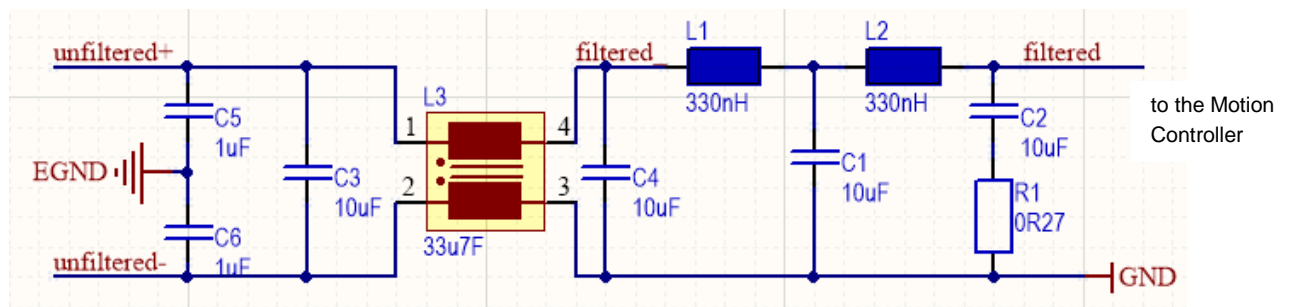 unfiltered+
C5
1uF
EGND
C6
1uF
unfiltered-
C3
10uF
L3
1
4
2
3
33u7F
filtered_
C4
10uF
L1
330nH
C1
10uF
L2
330nH
filtered
C2
10uF
R1
0R27
GND
to the Motion
Controller